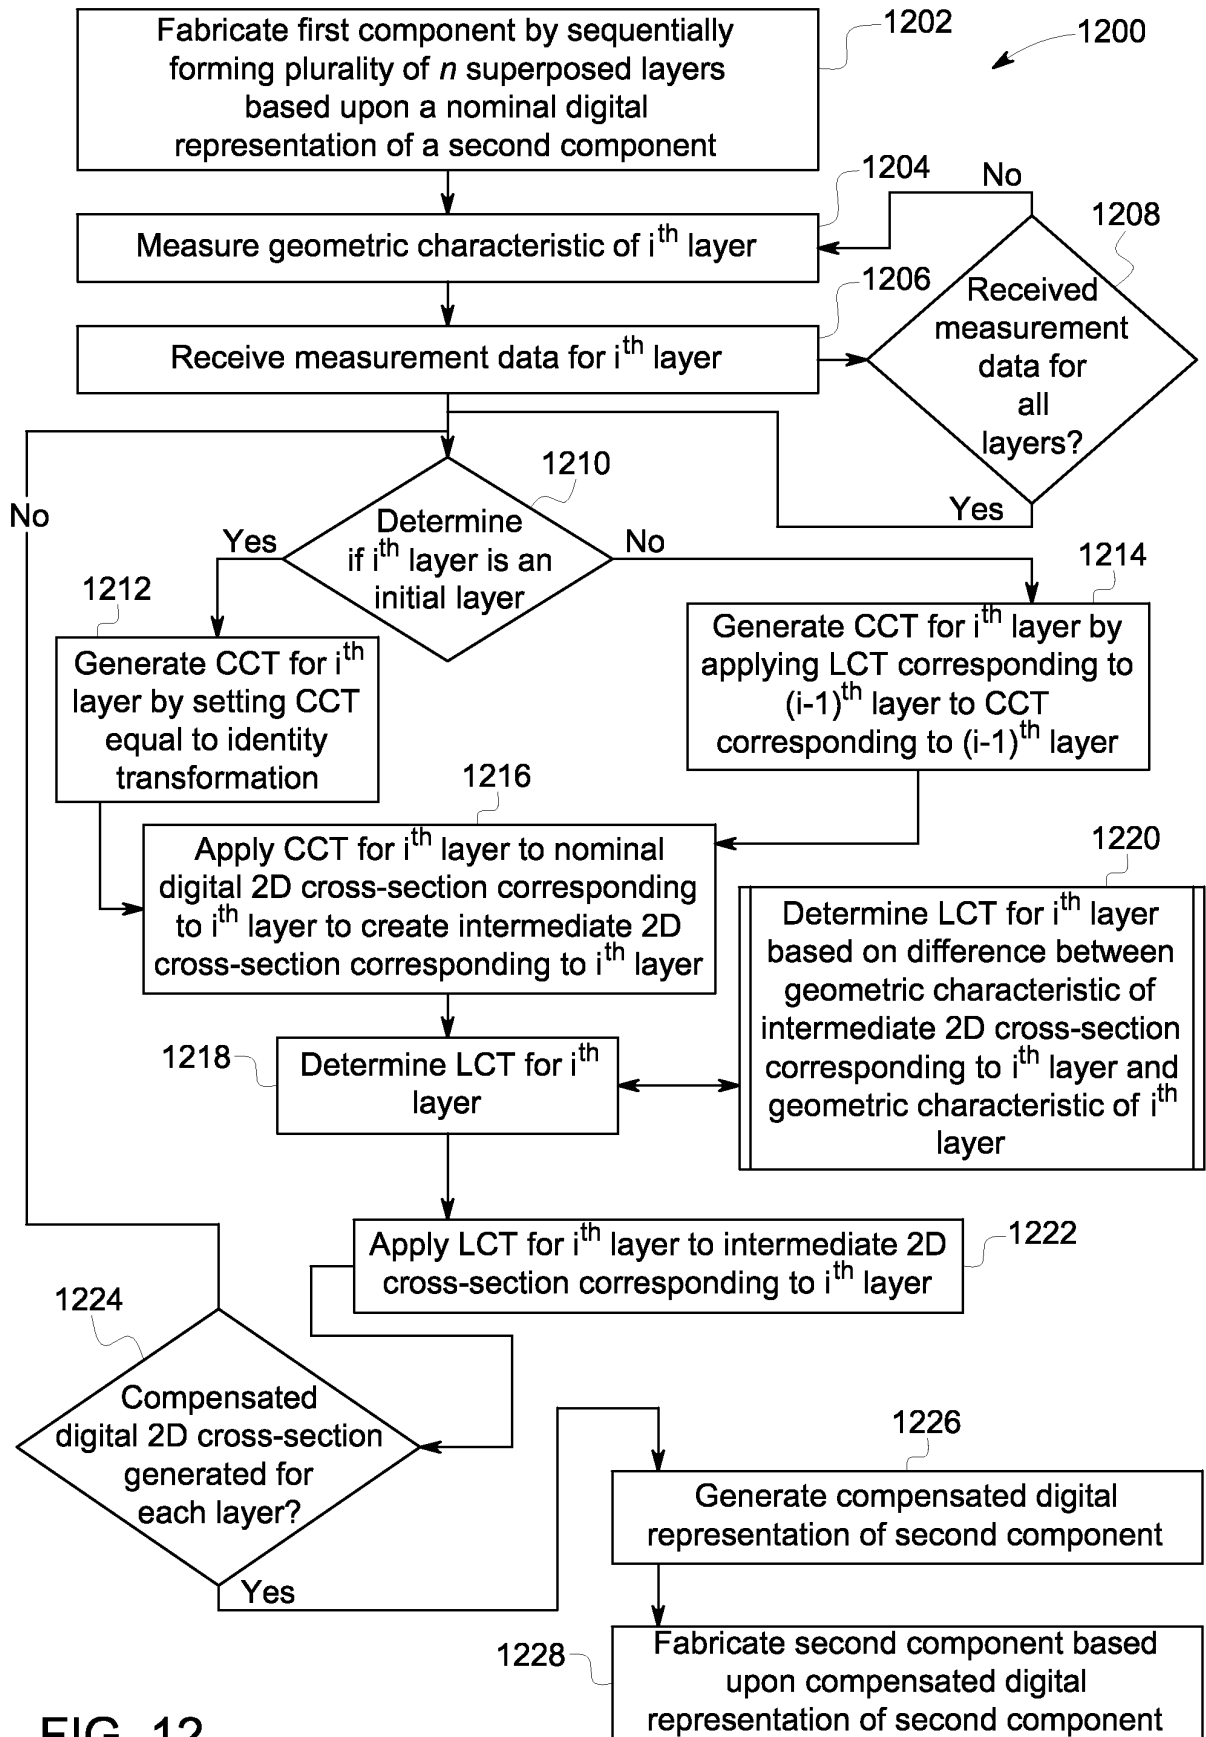 1202
1200
Fabricate first component by sequentially
forming plurality of n superposed layers
based upon a nominal digital
representation of a second component
1204
No
1208
Measure geometric characteristic of ith layer
1206
Received
measurement
data for
all
layers?
Receive measurement data for ith layer
Yes
No
1210
Determine
if ith layer is an
initial layer
Yes
No
1212
1214
Generate CCT for ith
layer by setting CCT
equal to identity
transformation
Generate CCT for ith layer by
applying LCT corresponding to
(i-1)th layer to CCT
corresponding to (i-1)th layer
1216
Apply CCT for ith layer to nominal
digital 2D cross-section corresponding
to ith layer to create intermediate 2D
cross-section corresponding to ith layer
1220
Determine LCT for ith layer
based on difference between
geometric characteristic of
intermediate 2D cross-section
corresponding to ith layer and
geometric characteristic of ith
layer
1218
Determine LCT for ith
layer
1222
Apply LCT for ith layer to intermediate 2D
cross-section corresponding to ith layer
1224
Compensated
digital 2D cross-section
generated for
each layer?
Yes
1226
Generate compensated digital
representation of second component
1228
Fabricate second component based
upon compensated digital
representation of second component
FIG. 12